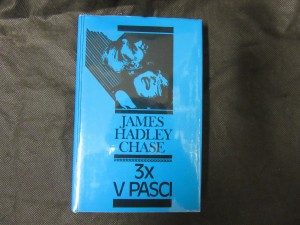 JAMES
HADLEY
CHASE
3x
V PASCI